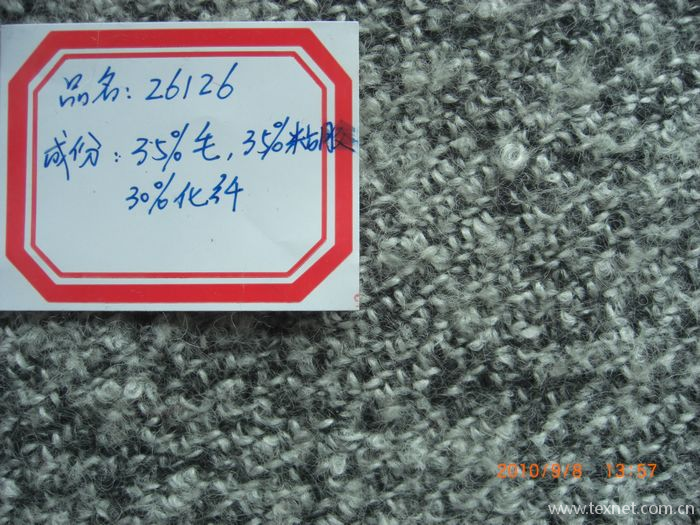 品名: 26126
成份: 35%毛, 35%粘胶
30%化纤
2010/9/8 13:57
www.texnet.com.cn